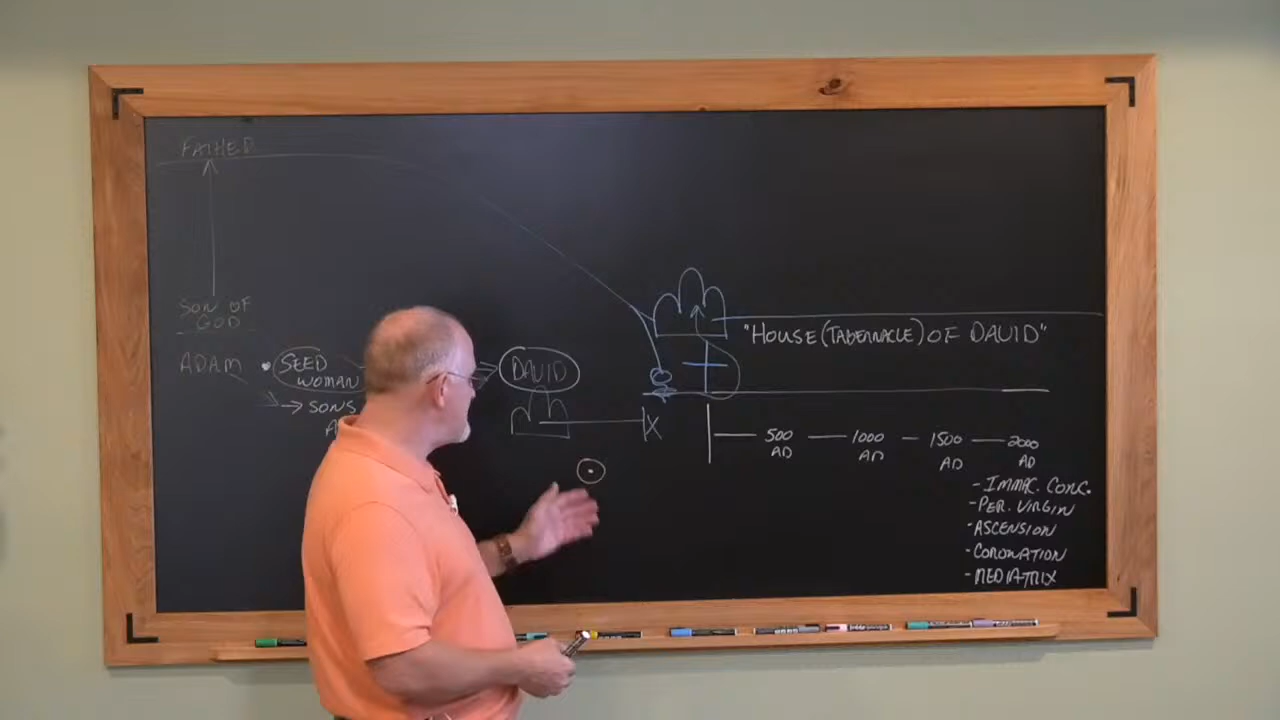 FATHER
SON OF
GOD
ADAM
SEED
WOMAN
→ SONS
DAVID
"HOUSE (TABERNACLE) OF DAVID"
500
AD
1000
AD
1500
AD
2000
AD
- IMMAC. CONC.
- PER. VIRGIN
- ASCENSION
- CORONATION
- MEDIATRIX